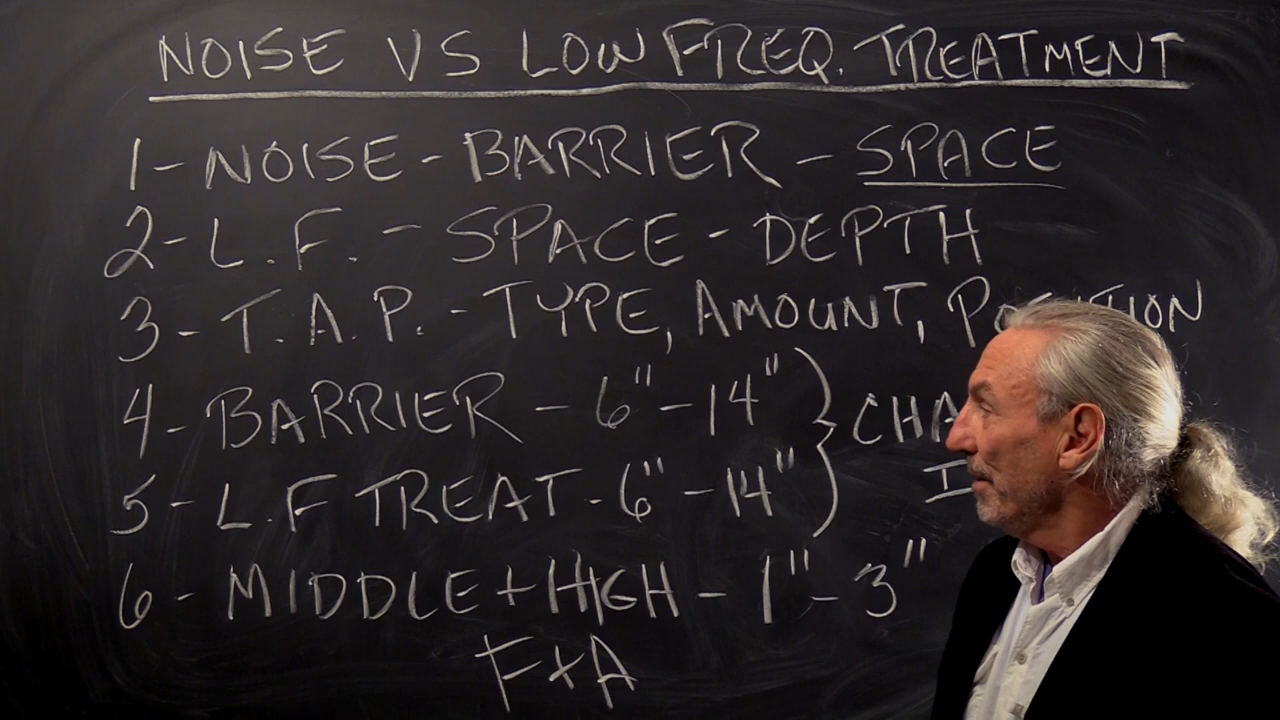 NOISE VS LOW FREQ. TREATMENT
1- NOISE - BARRIER - SPACE
2- L.F. - SPACE - DEPTH
3- T.A.P. - TYPE, AMOUNT,
4- BARRIER - 6" - 14"
5- L.F TREAT - 6" - 14"
6- MIDDLE + HIGH - 1" - 3"
F + A